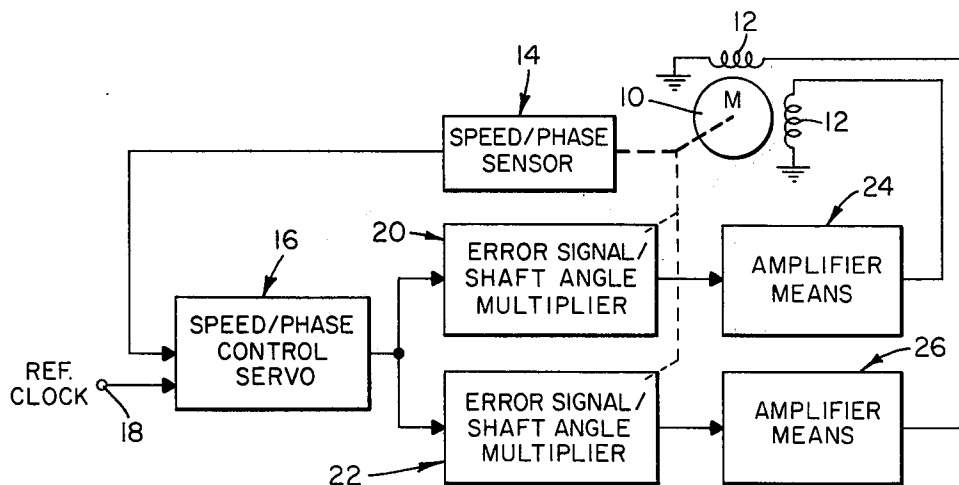 12
14
10
M
12
SPEED/PHASE
SENSOR
24
20
16
ERROR SIGNAL/
SHAFT ANGLE
MULTIPLIER
AMPLIFIER
MEANS
SPEED/PHASE
CONTROL
SERVO
26
REF.
CLOCK
18
ERROR SIGNAL/
SHAFT ANGLE
MULTIPLIER
AMPLIFIER
MEANS
22